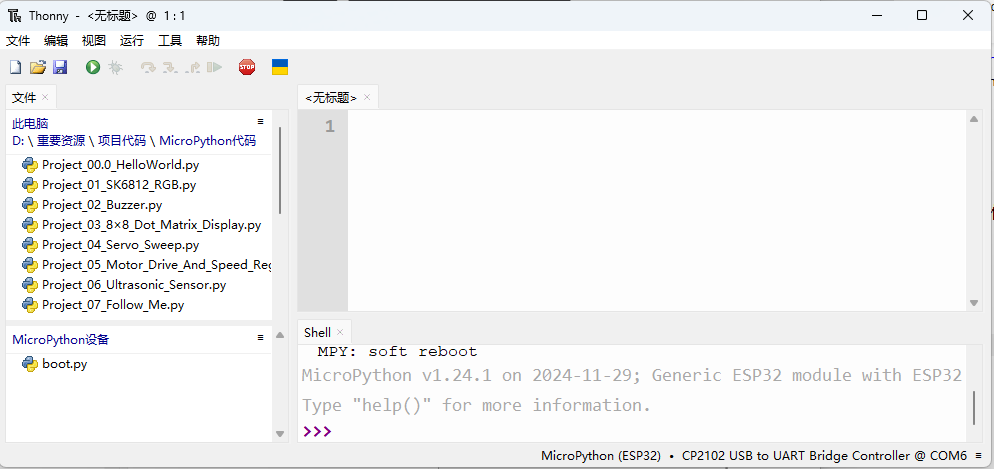 Thonny - <无标题> @ 1:1
文件 编辑 视图 运行 工具 帮助
STOP
文件
此电脑
D: \ 重要资源 \ 项目代码 \ MicroPython代码
Project_00.0_HelloWorld.py
Project_01_SK6812_RGB.py
Project_02_Buzzer.py
Project_03_8×8_Dot_Matrix_Display.py
Project_04_Servo_Sweep.py
Project_05_Motor_Drive_And_Speed_Reg
Project_06_Ultrasonic_Sensor.py
Project_07_Follow_Me.py
MicroPython设备
boot.py
<无标题>
1
Shell
MPY: soft reboot
MicroPython v1.24.1 on 2024-11-29; Generic ESP32 module with ESP32
Type "help()" for more information.
>>>
MicroPython (ESP32) • CP2102 USB to UART Bridge Controller @ COM6